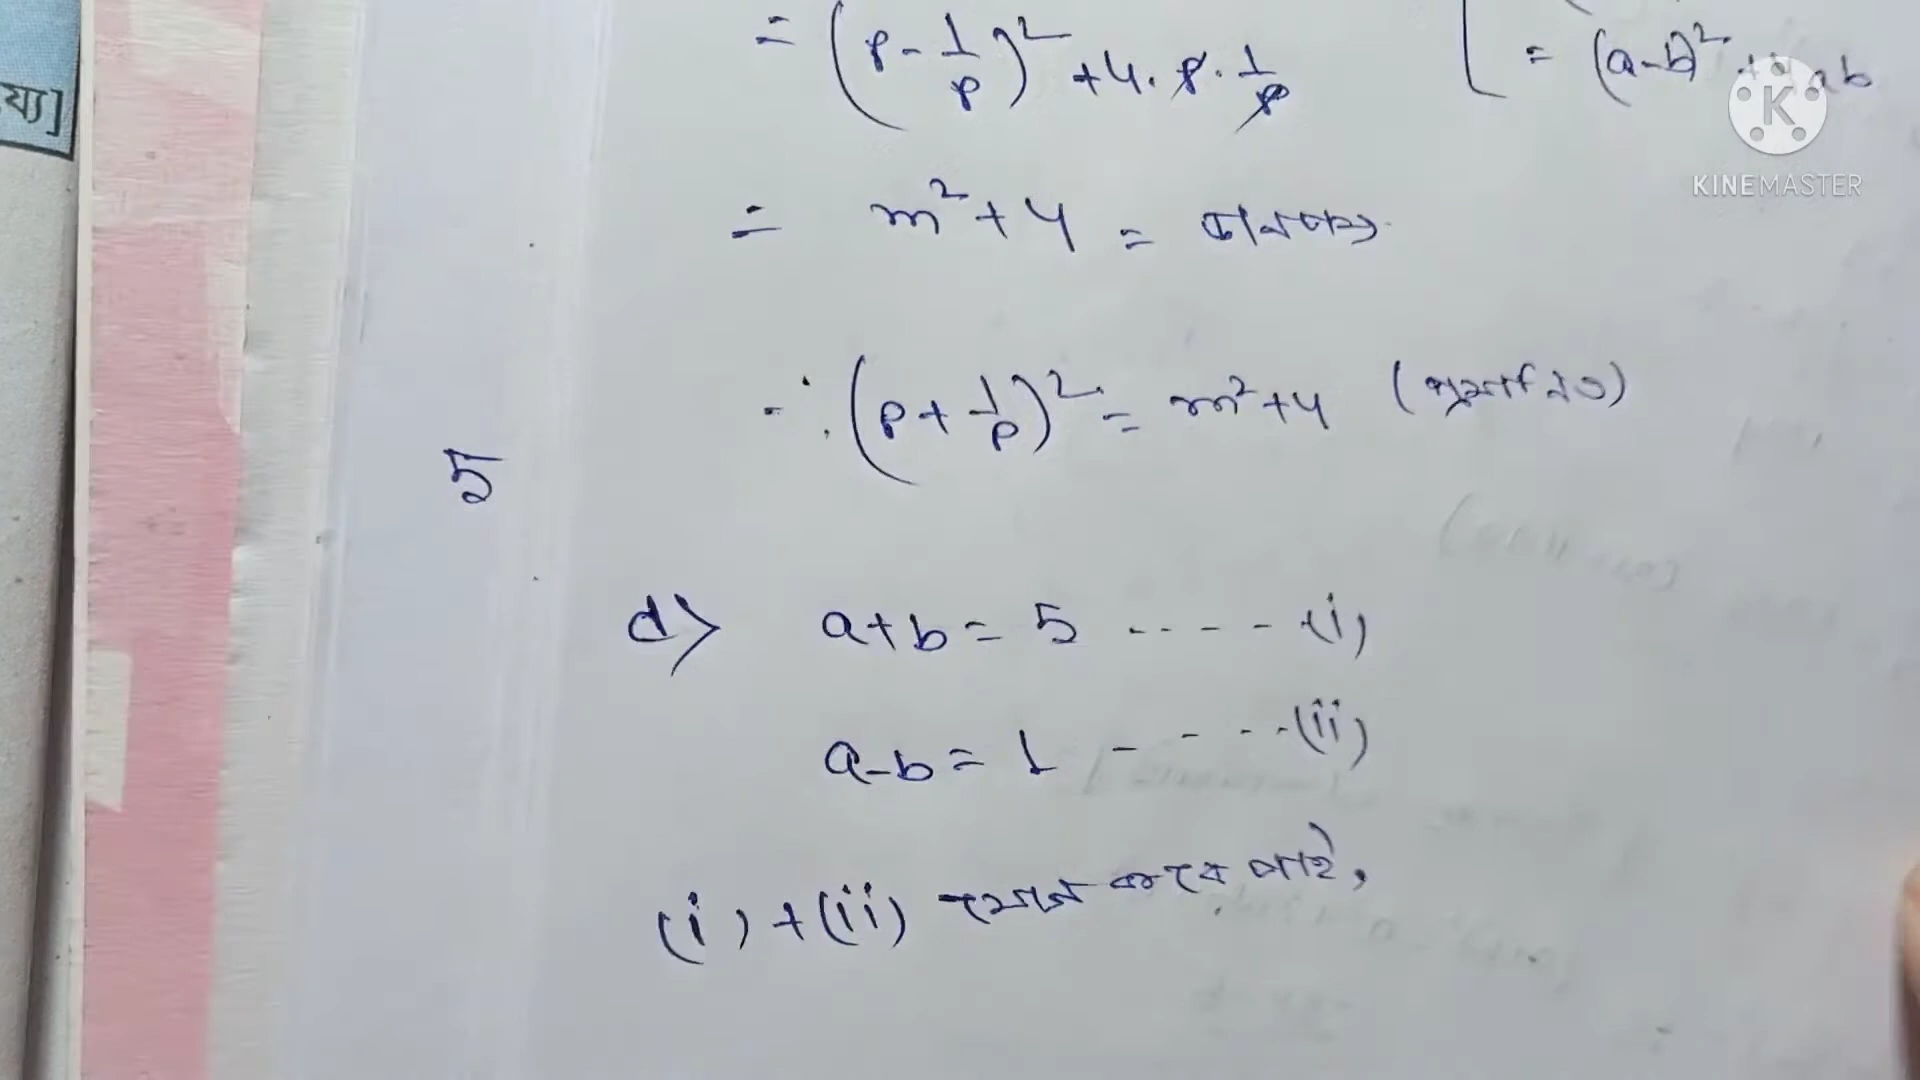 = (p - 1/p)² + 4. p. 1/p
= (a-b)² + 4ab
য্য]
= m² + 4 = ডানপক্ষ
∴ (p + 1/p)² = m² + 4 (প্রমাণিত)
5
d> a+b = 5 ----- (i)
a-b = 1 - - - -- (ii)
(i) + (ii) যোগ করে পাই,
KINEMASTER